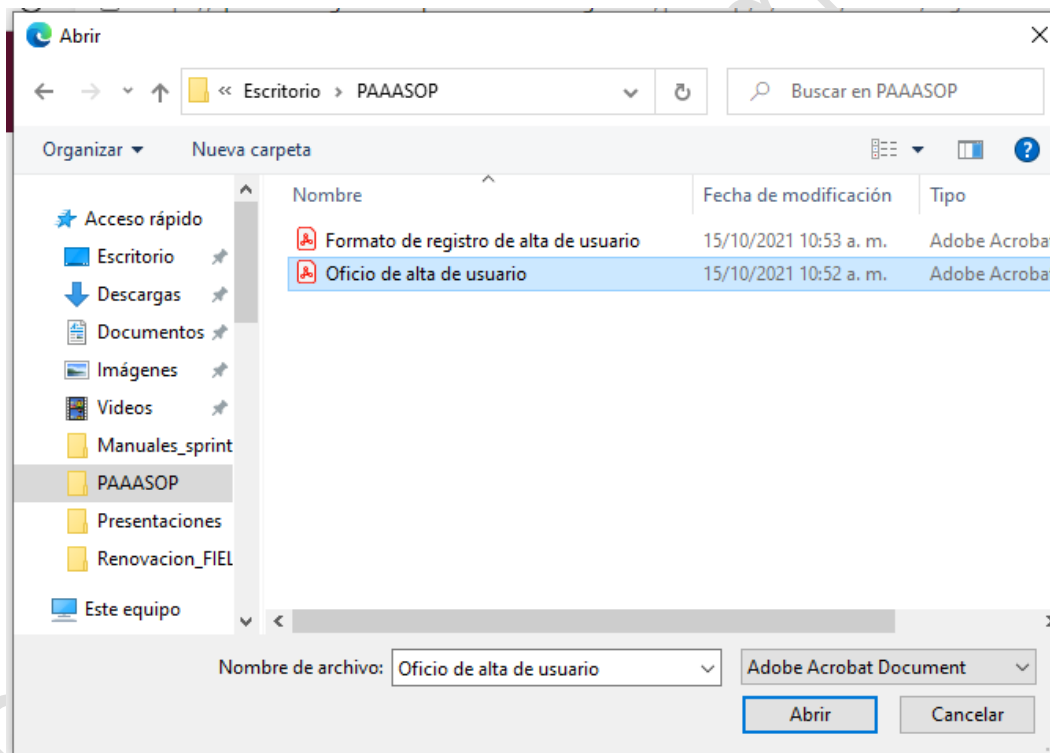 Abrir
« Escritorio › PAAASOP
Buscar en PAAASOP
Organizar
Nueva carpeta
Nombre
Fecha de modificación
Tipo
Acceso rápido
Escritorio
Descargas
Documentos
Imágenes
Videos
Manuales_sprint
PAAASOP
Presentaciones
Renovacion_FIEL
Este equipo
Formato de registro de alta de usuario 15/10/2021 10:53 a. m. Adobe Acrobat
Oficio de alta de usuario 15/10/2021 10:52 a. m. Adobe Acrobat
Nombre de archivo: Oficio de alta de usuario
Adobe Acrobat Document
Abrir
Cancelar